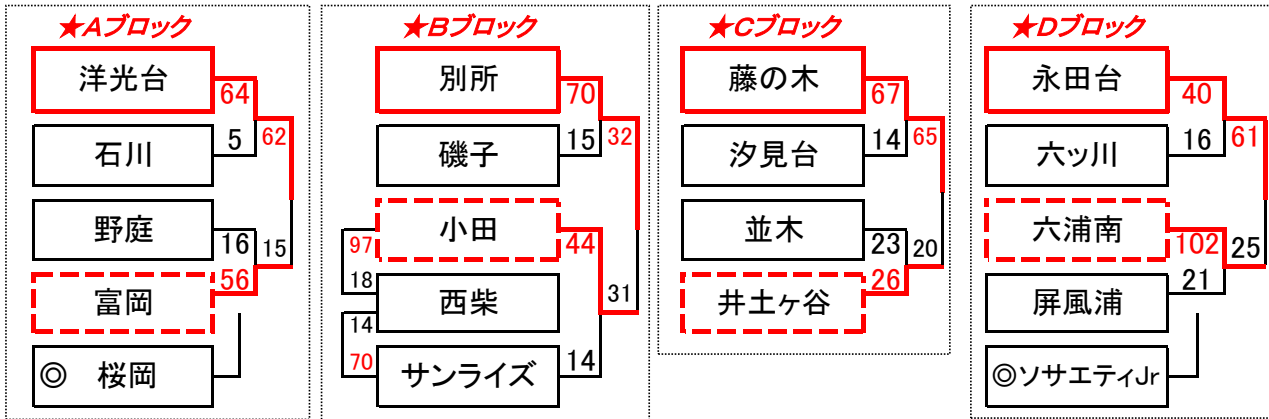 ★Aブロック
洋光台
64
石川
5
62
野庭
16
15
富岡
56
◎ 桜岡
★Bブロック
別所
70
磯子
15
32
小田
97
44
西柴
18
14
31
サンライズ
70
14
★Cブロック
藤の木
67
汐見台
14
65
並木
23
20
井土ヶ谷
26
★Dブロック
永田台
40
六ッ川
16
61
六浦南
102
25
屏風浦
21
◎ソサエティJr